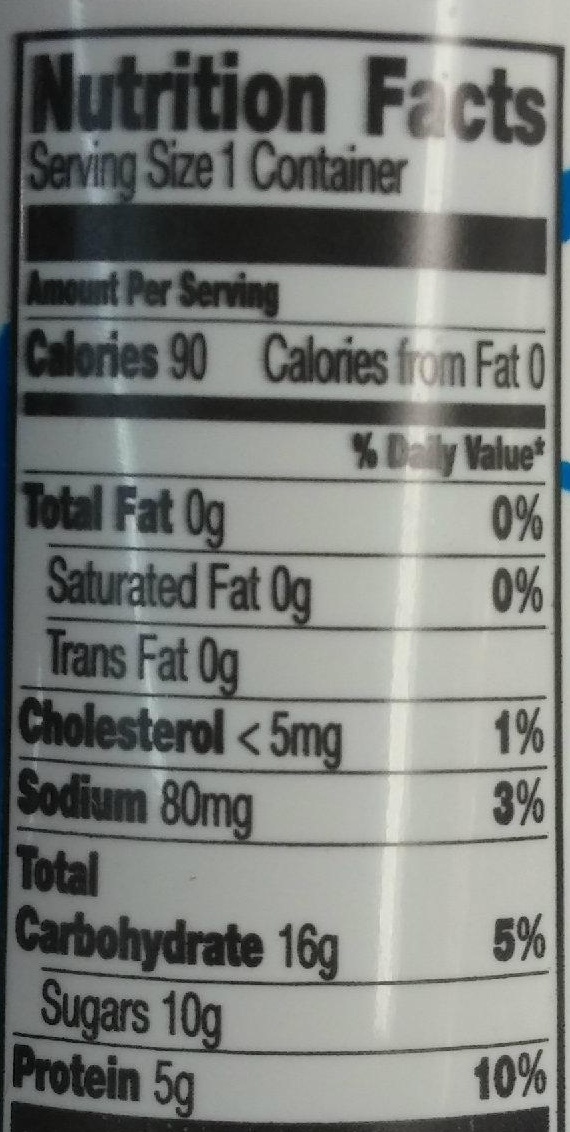 Nutrition Facts
Serving Size 1 Container
Amount Per Serving
Calories 90 Calories from Fat 0
% Daily Value*
Total Fat 0g 0%
Saturated Fat 0g 0%
Trans Fat 0g
Cholesterol < 5mg 1%
Sodium 80mg 3%
Total
Carbohydrate 16g 5%
Sugars 10g
Protein 5g 10%